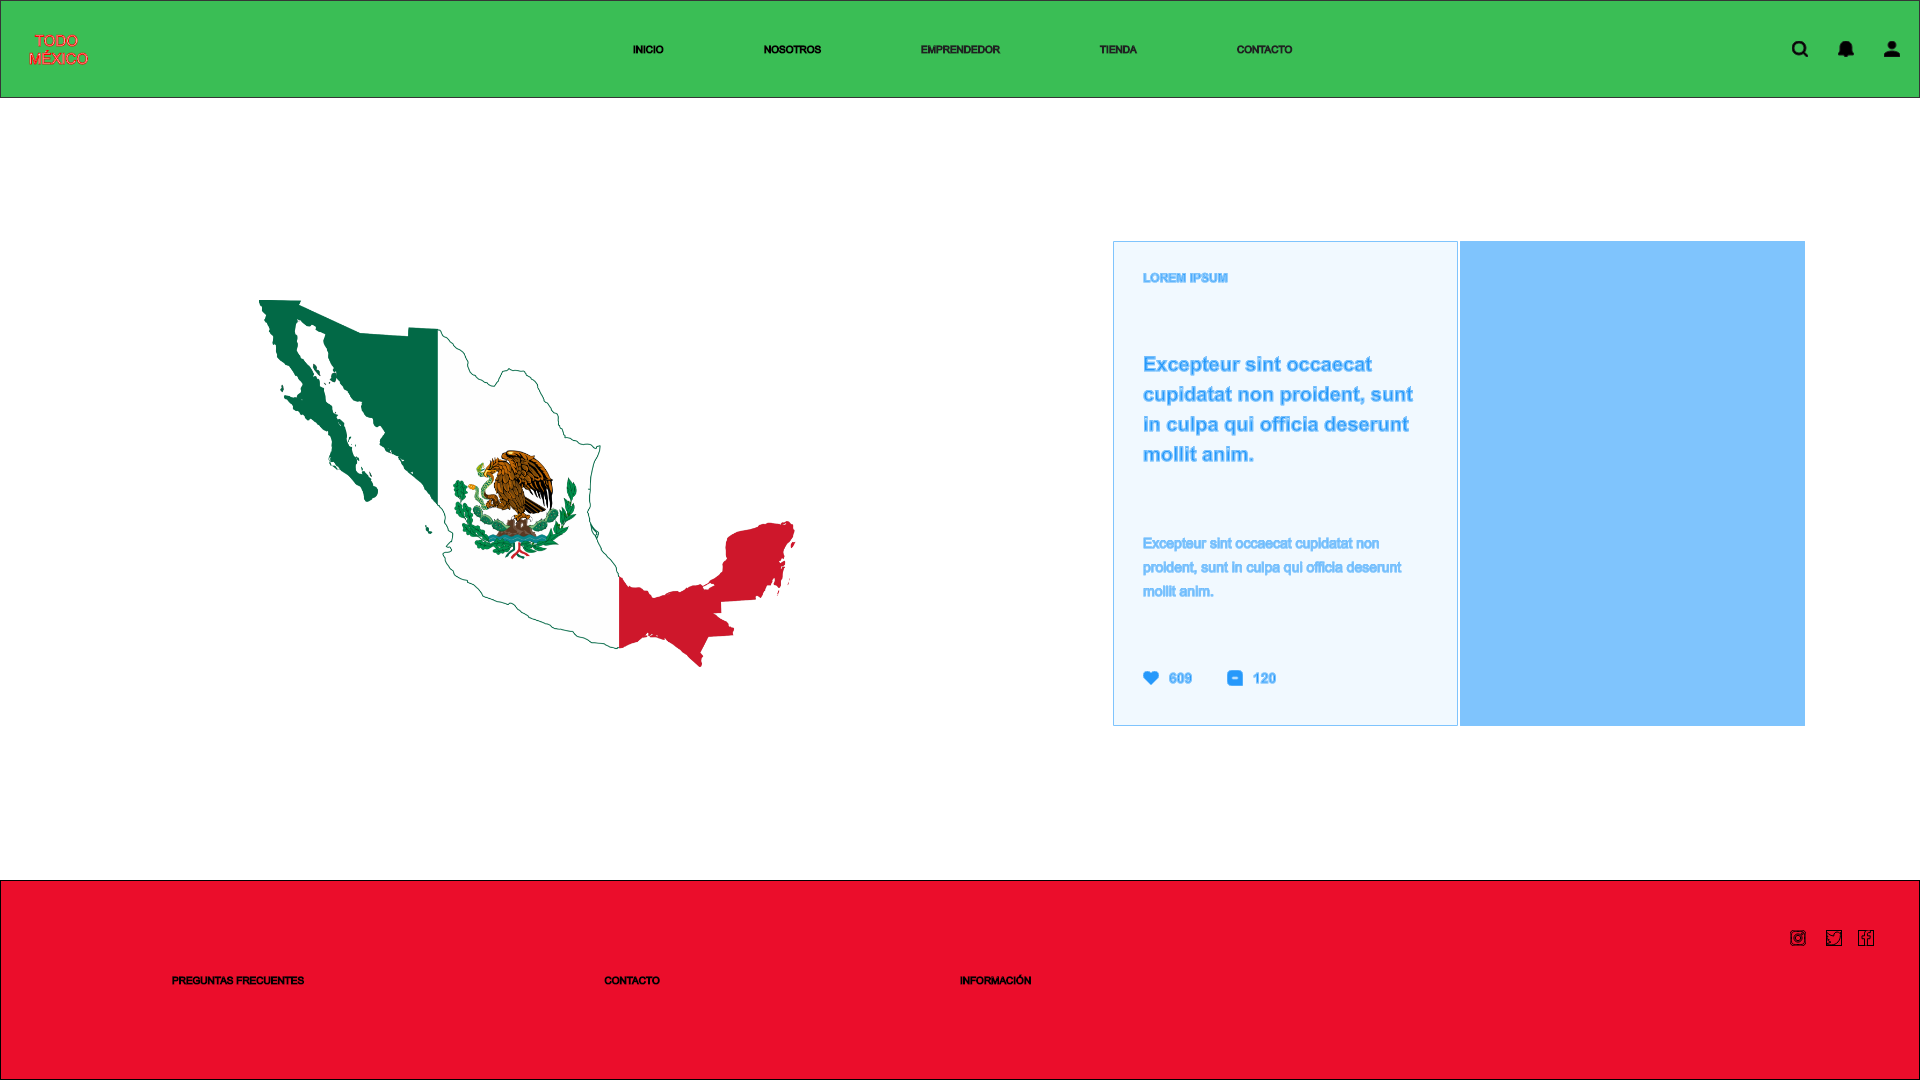 TODO
MÉXICO
INICIO
NOSOTROS
EMPRENDEDOR
TIENDA
CONTACTO
LOREM IPSUM
Excepteur sint occaecat
cupidatat non proident, sunt
in culpa qui officia deserunt
mollit anim.
Excepteur sint occaecat cupidatat non
proident, sunt in culpa qui officia deserunt
mollit anim.
609
120
PREGUNTAS FRECUENTES
CONTACTO
INFORMACIÓN